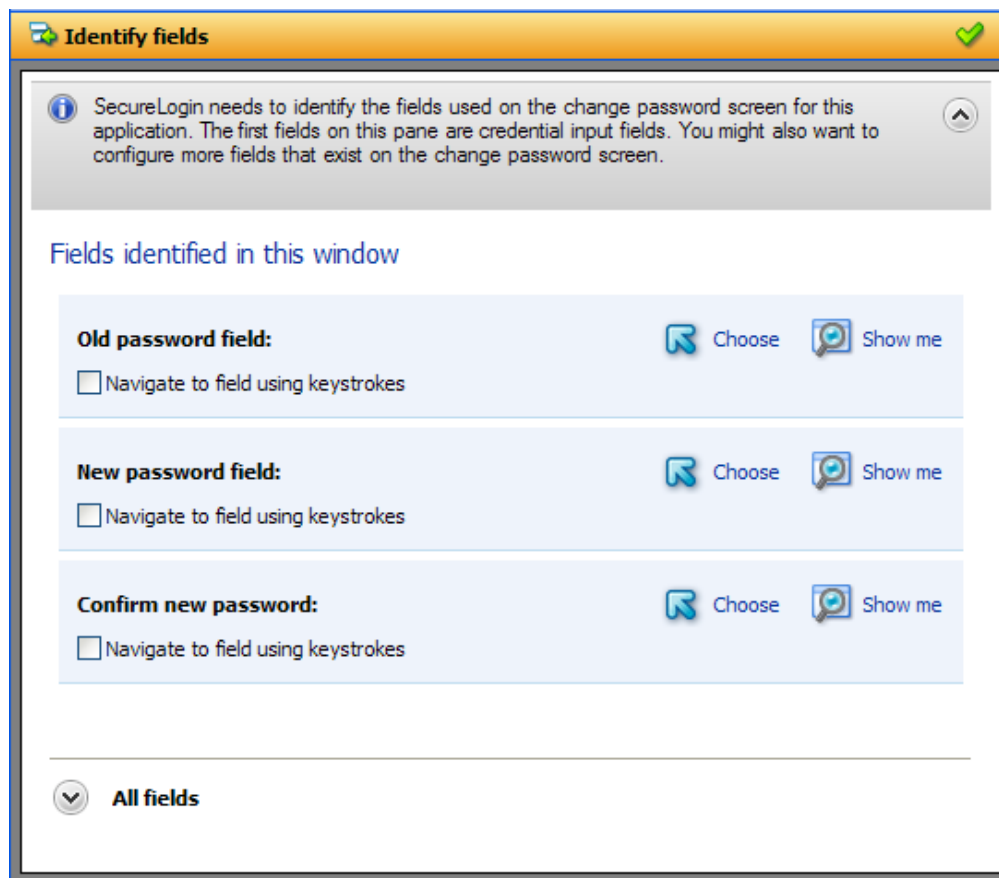 Identify fields
SecureLogin needs to identify the fields used on the change password screen for this
application. The first fields on this pane are credential input fields. You might also want to
configure more fields that exist on the change password screen.
Fields identified in this window
Old password field:
Choose
Show me
Navigate to field using keystrokes
New password field:
Choose
Show me
Navigate to field using keystrokes
Confirm new password:
Choose
Show me
Navigate to field using keystrokes
All fields